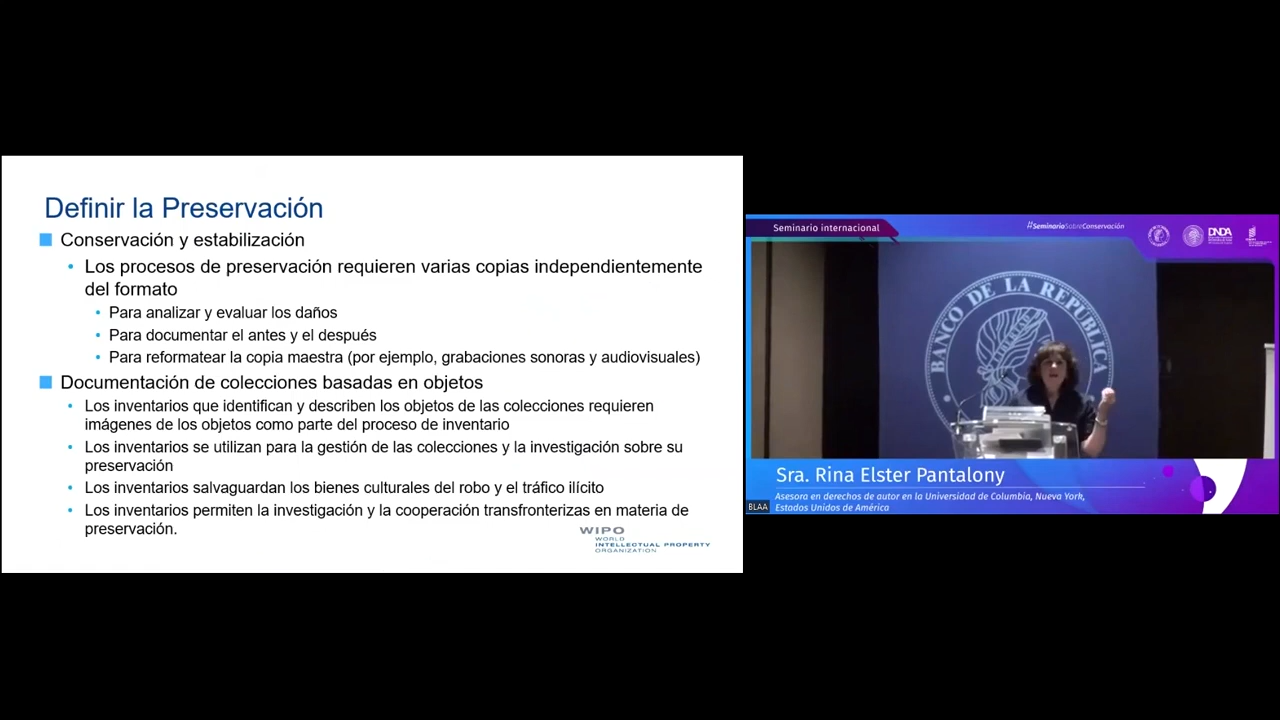 Definir la Preservación
Conservación y estabilización
Los procesos de preservación requieren varias copias independientemente
del formato
Para analizar y evaluar los daños
Para documentar el antes y el después
Para reformatear la copia maestra (por ejemplo, grabaciones sonoras y audiovisuales)
Documentación de colecciones basadas en objetos
Los inventarios que identifican y describen los objetos de las colecciones requieren
imágenes de los objetos como parte del proceso de inventario
Los inventarios se utilizan para la gestión de las colecciones y la investigación sobre su
preservación
Los inventarios salvaguardan los bienes culturales del robo y el tráfico ilícito
Los inventarios permiten la investigación y la cooperación transfronterizas en materia de
preservación.
WIPO
WORLD
INTELLECTUAL PROPERTY
ORGANIZATION
Seminario internacional
#SeminarioSobreConservación
DNDA
BANCO DE LA REPUBLICA
Sra. Rina Elster Pantalony
Asesora en derechos de autor en la Universidad de Columbia, Nueva York,
Estados Unidos de América
BLAA